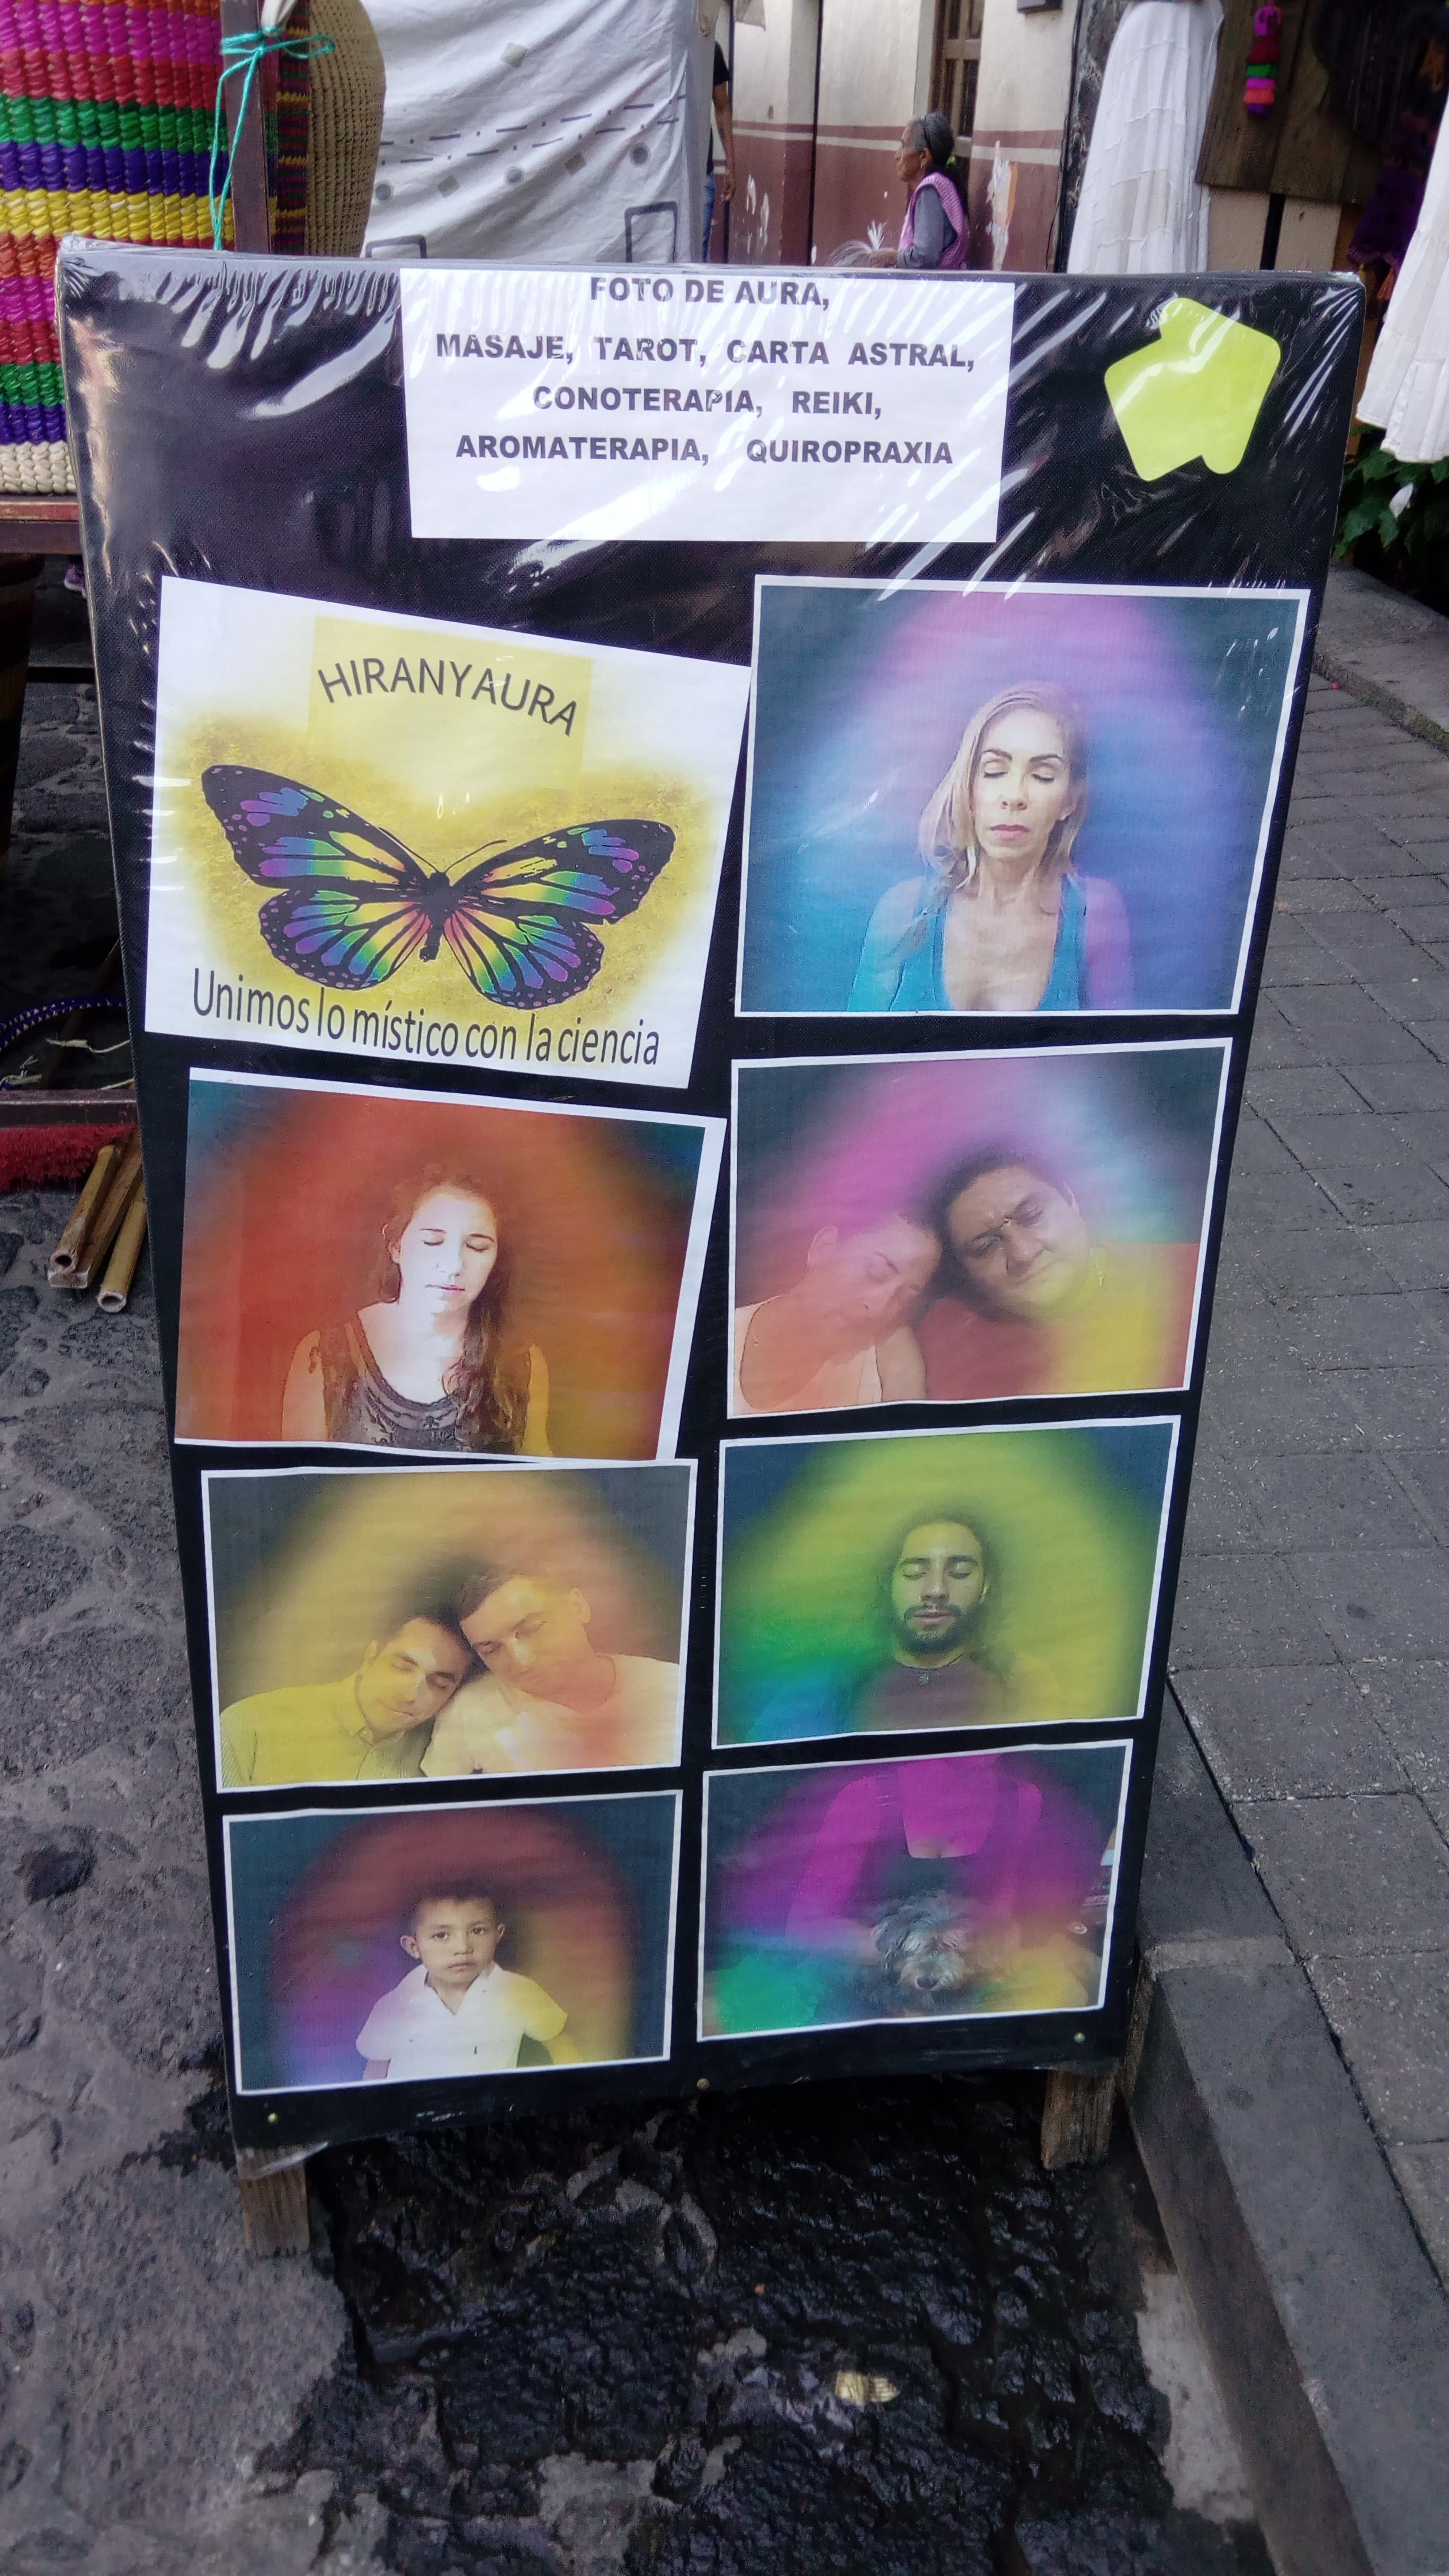 FOTO DE AURA,
MASAJE, TAROT, CARTA ASTRAL,
CONOTERAPIA, REIKI,
AROMATERAPIA, QUIROPRAXIA
HIRANYAURA
Unimos lo místico con la ciencia